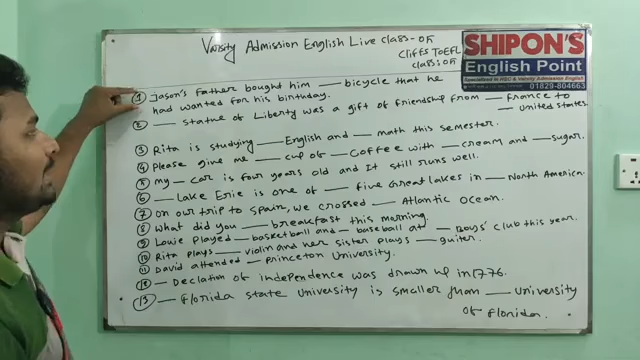 Varsity Admission English Live class-05
Cliffs TOEFL
class: 05
SHIPON'S
English Point
Specialized in HSC & Varsity Admission English
01829-804663
① Jason's Father bought him — bicycle that he
had wanted for his birthday.
② — statue of Liberty was a gift of friendship from — france to
— united states.
③ Rita is studying — English and — math this semester.
④ Please give me — cup of — Coffee with — cream and — sugar.
⑤ my — car is four years old and It still runs well.
⑥ — Lake Erie is one of — five Great lakes in — North America.
⑦ On our trip to Spain, we crossed — Atlantic Ocean.
⑧ What did you — breakfast this morning.
⑨ Louie played — basketball and — baseball at — Boys' club this year.
⑩ Rita plays — violin and her sister plays — guiter.
⑪ David attended — Princeton University.
⑫ — Declation of independence was drawn up in 1776.
⑬ — Florida state University is smaller than — University
of Florida.